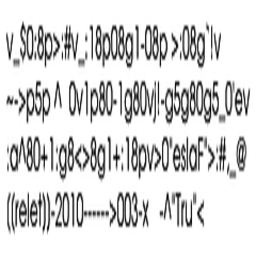 v_$0:8p>:#v_;18p08g1-08p >:08g`!v
~->p5p ^  0v1p80-1g80vj!-g5g80g5_0'ev
:a^80+1:g8<>8g1+:18pv>0"eslaF">:#,_@
((relet))-2010------>003-x   -^"Tru"<